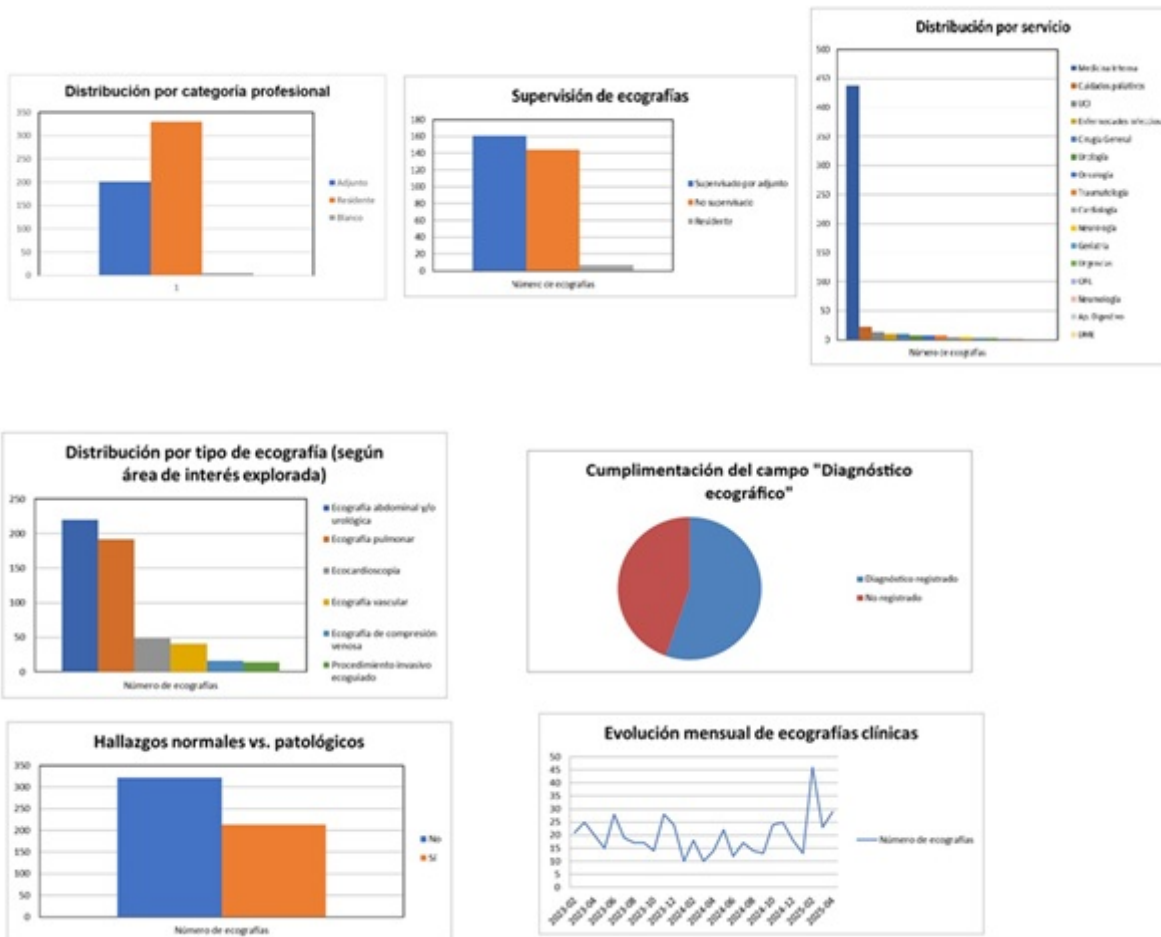 Distribución por categoría profesional
350
300
250
200
150
100
50
0
1
Adjunto
Residente
Blanco
Supervisión de ecografías
180
160
140
120
100
80
60
40
20
0
Número de ecografías
Supervisado por adjunto
No supervisado
Residente
Distribución por servicio
500
450
400
350
300
250
200
150
100
50
0
Número de ecografías
Medicina Interna
Cuidados paliativos
UCI
Enfermedades infecciosas
Cirugía General
Urología
Oncología
Traumatología
Cardiología
Neurología
Geriatría
Urgencias
ORL
Neumología
Ap. Digestivo
Distribución por tipo de ecografía (según
área de interés explorada)
250
200
150
100
50
0
Número de ecografías
Ecografía abdominal y/o
urológica
Ecografía pulmonar
Ecocardioscopia
Ecografía vascular
Ecografía de compresión
venosa
Procedimiento invasivo
ecoguiado
Cumplimentación del campo "Diagnóstico
ecográfico"
Diagnóstico registrado
No registrado
Hallazgos normales vs. patológicos
350
300
250
200
150
100
50
0
Número de ecografías
No
Sí
Evolución mensual de ecografías clínicas
50
45
40
35
30
25
20
15
10
5
0
2023-02
2023-04
2023-06
2023-08
2023-10
2023-12
2024-02
2024-04
2024-06
2024-08
2024-10
2024-12
2025-02
2025-04
Número de ecografías